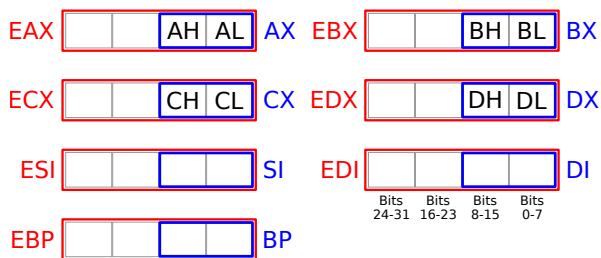 EAX AH AL AX EBX BH BL BX
ECX CH CL CX EDX DH DL DX
ESI SI EDI DI
Bits Bits Bits Bits
24-31 16-23 8-15 0-7
EBP BP